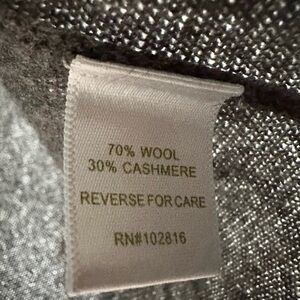 70% WOOL
30% CASHMERE
REVERSE FOR CARE
RN#102816